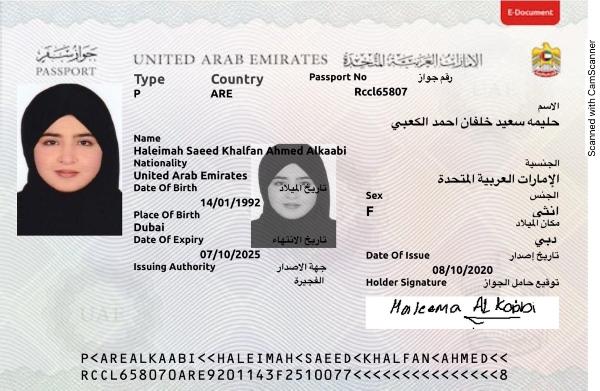 E-Document
جواز سفر
PASSPORT
UNITED ARAB EMIRATES
الإمارات العربية المتحدة
Type
Country
Passport No
رقم جواز
P
ARE
Rccl65807
الاسم
حليمه سعيد خلفان احمد الكعبي
Name
Haleimah Saeed Khalfan Ahmed Alkaabi
Nationality
الجنسية
United Arab Emirates
الإمارات العربية المتحدة
Date Of Birth
تاريخ الميلاد
Sex
الجنس
14/01/1992
F
انثى
Place Of Birth
مكان الميلاد
Dubai
دبي
Date Of Expiry
تاريخ الانتهاء
07/10/2025
Date Of Issue
تاريخ إصدار
08/10/2020
Issuing Authority
جهة الاصدار
الفجيرة
Holder Signature
توقيع حامل الجواز
Haleema AL Kaabi
P<AREALKAABI<<HALEIMAH<SAEED<KHALFAN<AHMED<<
RCCL658070ARE9201143F2510077<<<<<<<<<<<<<<<8
Scanned with CamScanner
UAE